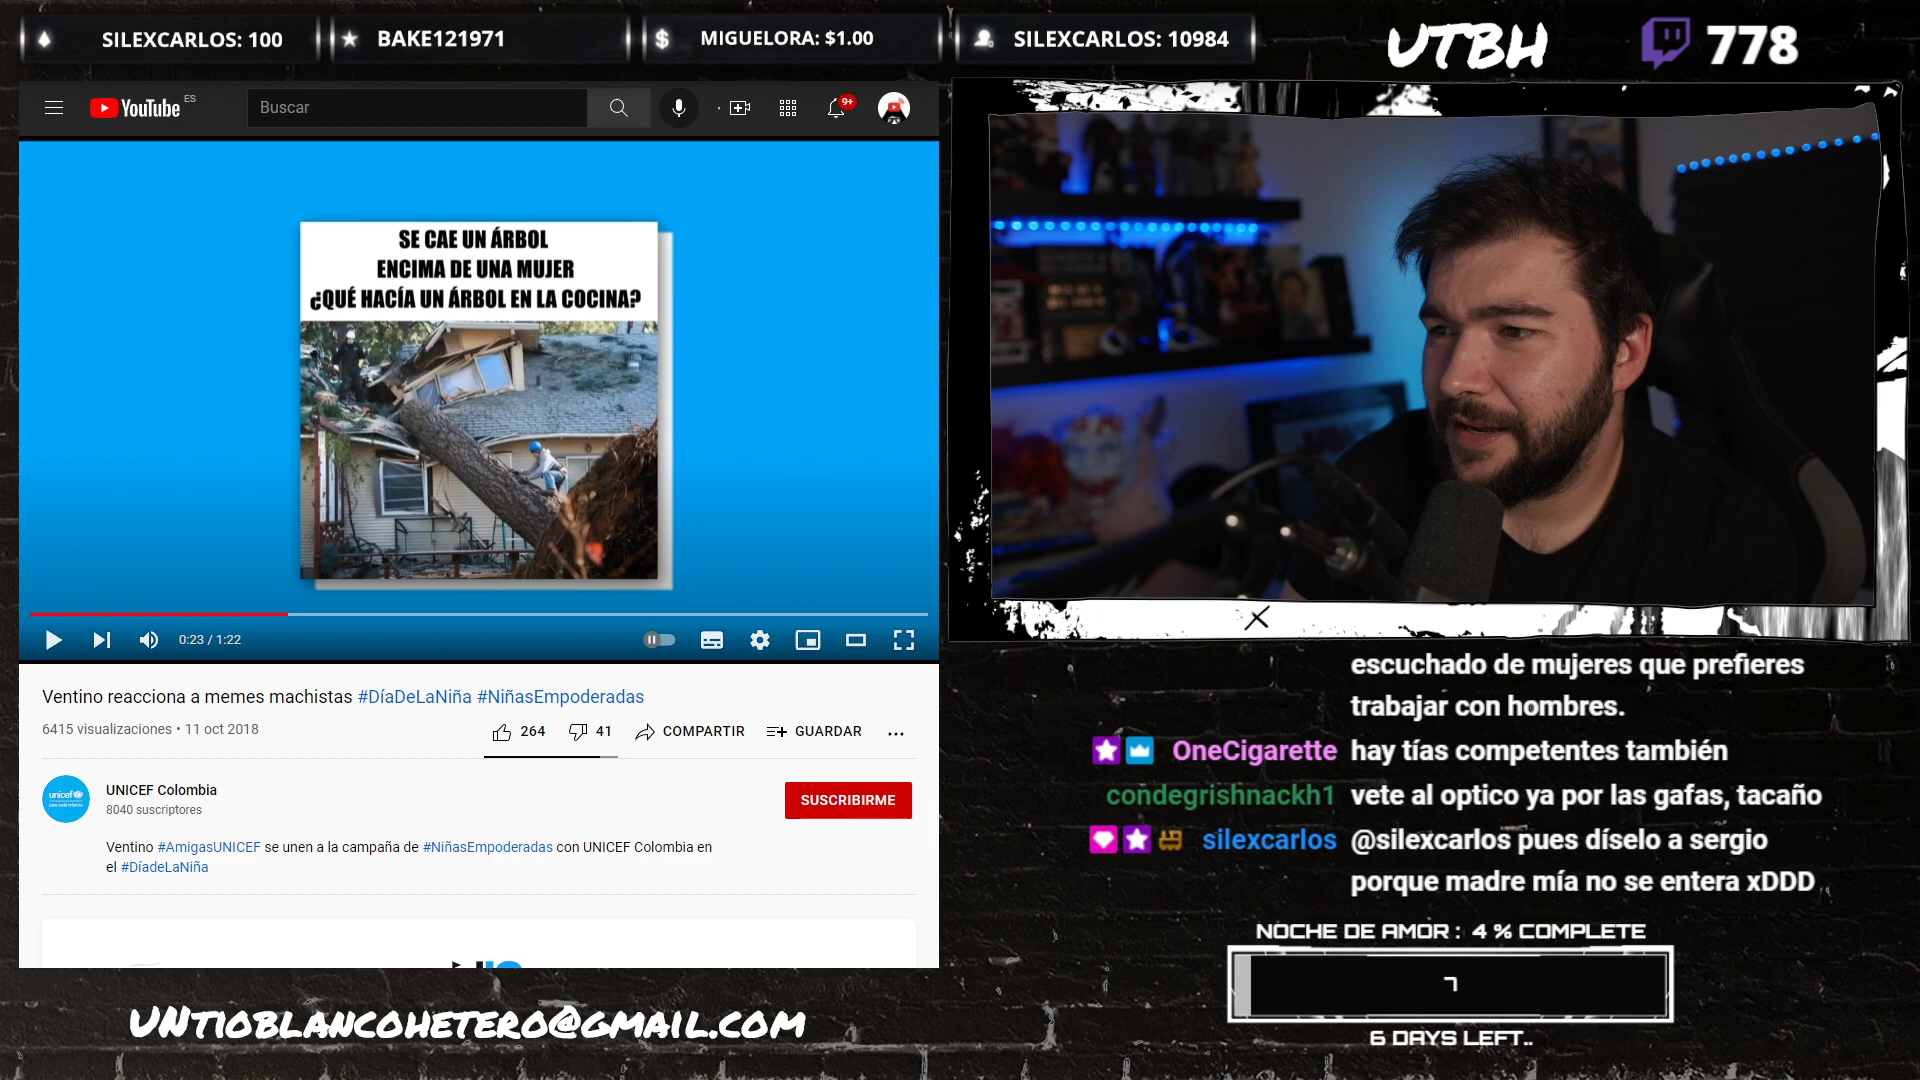 SILEXCARLOS: 100
BAKE121971
MIGUELORA: $1.00
SILEXCARLOS: 10984
UTBH
778
YouTube ES
Buscar
9+
SE CAE UN ÁRBOL
ENCIMA DE UNA MUJER
¿QUÉ HACÍA UN ÁRBOL EN LA COCINA?
0:23 / 1:22
Ventino reacciona a memes machistas #DíaDeLaNiña #NiñasEmpoderadas
6415 visualizaciones • 11 oct 2018
264
41
COMPARTIR
GUARDAR
unicef
UNICEF Colombia
8040 suscriptores
SUSCRIBIRME
Ventino #AmigasUNICEF se unen a la campaña de #NiñasEmpoderadas con UNICEF Colombia en
el #DíadeLaNiña
UNtioblancohetero@gmail.com
escuchado de mujeres que prefieres
trabajar con hombres.
OneCigarette hay tías competentes también
condegrishnackh1 vete al optico ya por las gafas, tacaño
silexcarlos @silexcarlos pues díselo a sergio
porque madre mía no se entera xDDD
NOCHE DE AMOR : 4 % COMPLETE
7
6 DAYS LEFT..